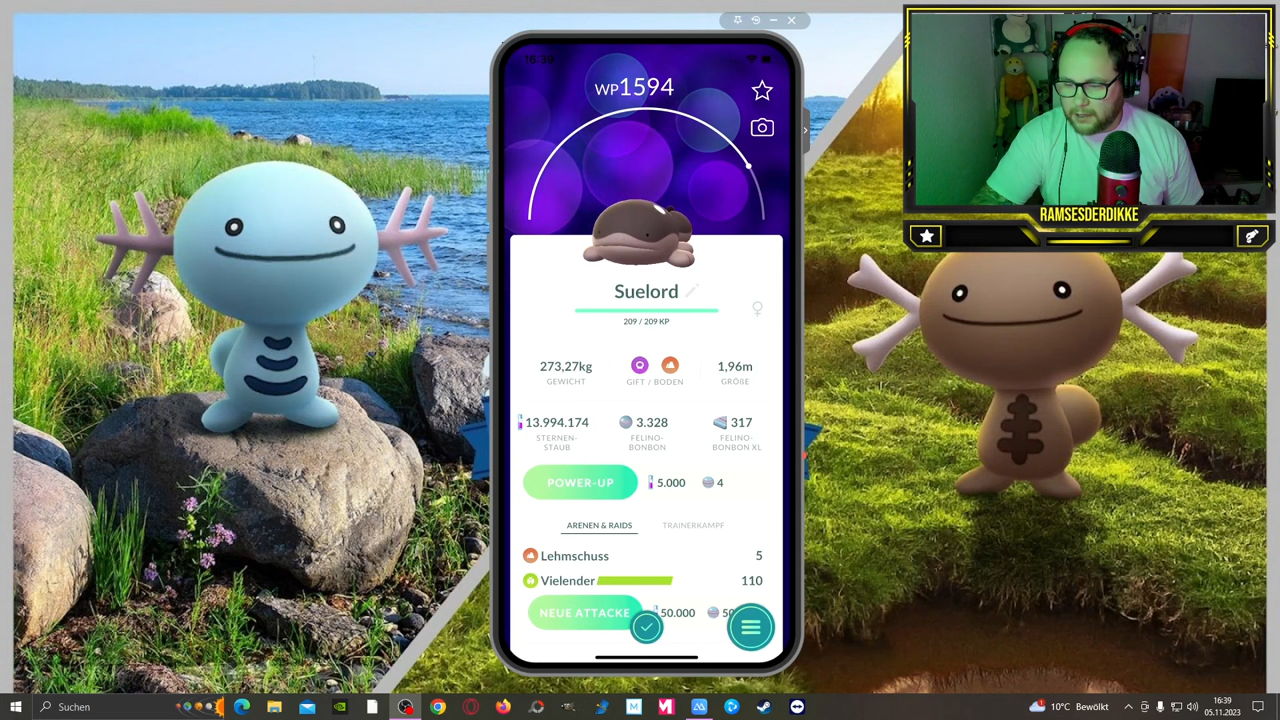 16:39
WP1594
RAMSESDERDIKKE
Suelord
209 / 209 KP
273,27kg
GEWICHT
GIFT / BODEN
1,96m
GRÖßE
13.994.174
STERNEN-
STAUB
3.328
FELINO-
BONBON
317
FELINO-
BONBON XL
POWER-UP
5.000
4
ARENEN & RAIDS
TRAINERKAMPF
Lehmschuss
5
Vielender
110
NEUE ATTACKE
50.000
Suchen
10°C Bewölkt
16:39
05.11.2023